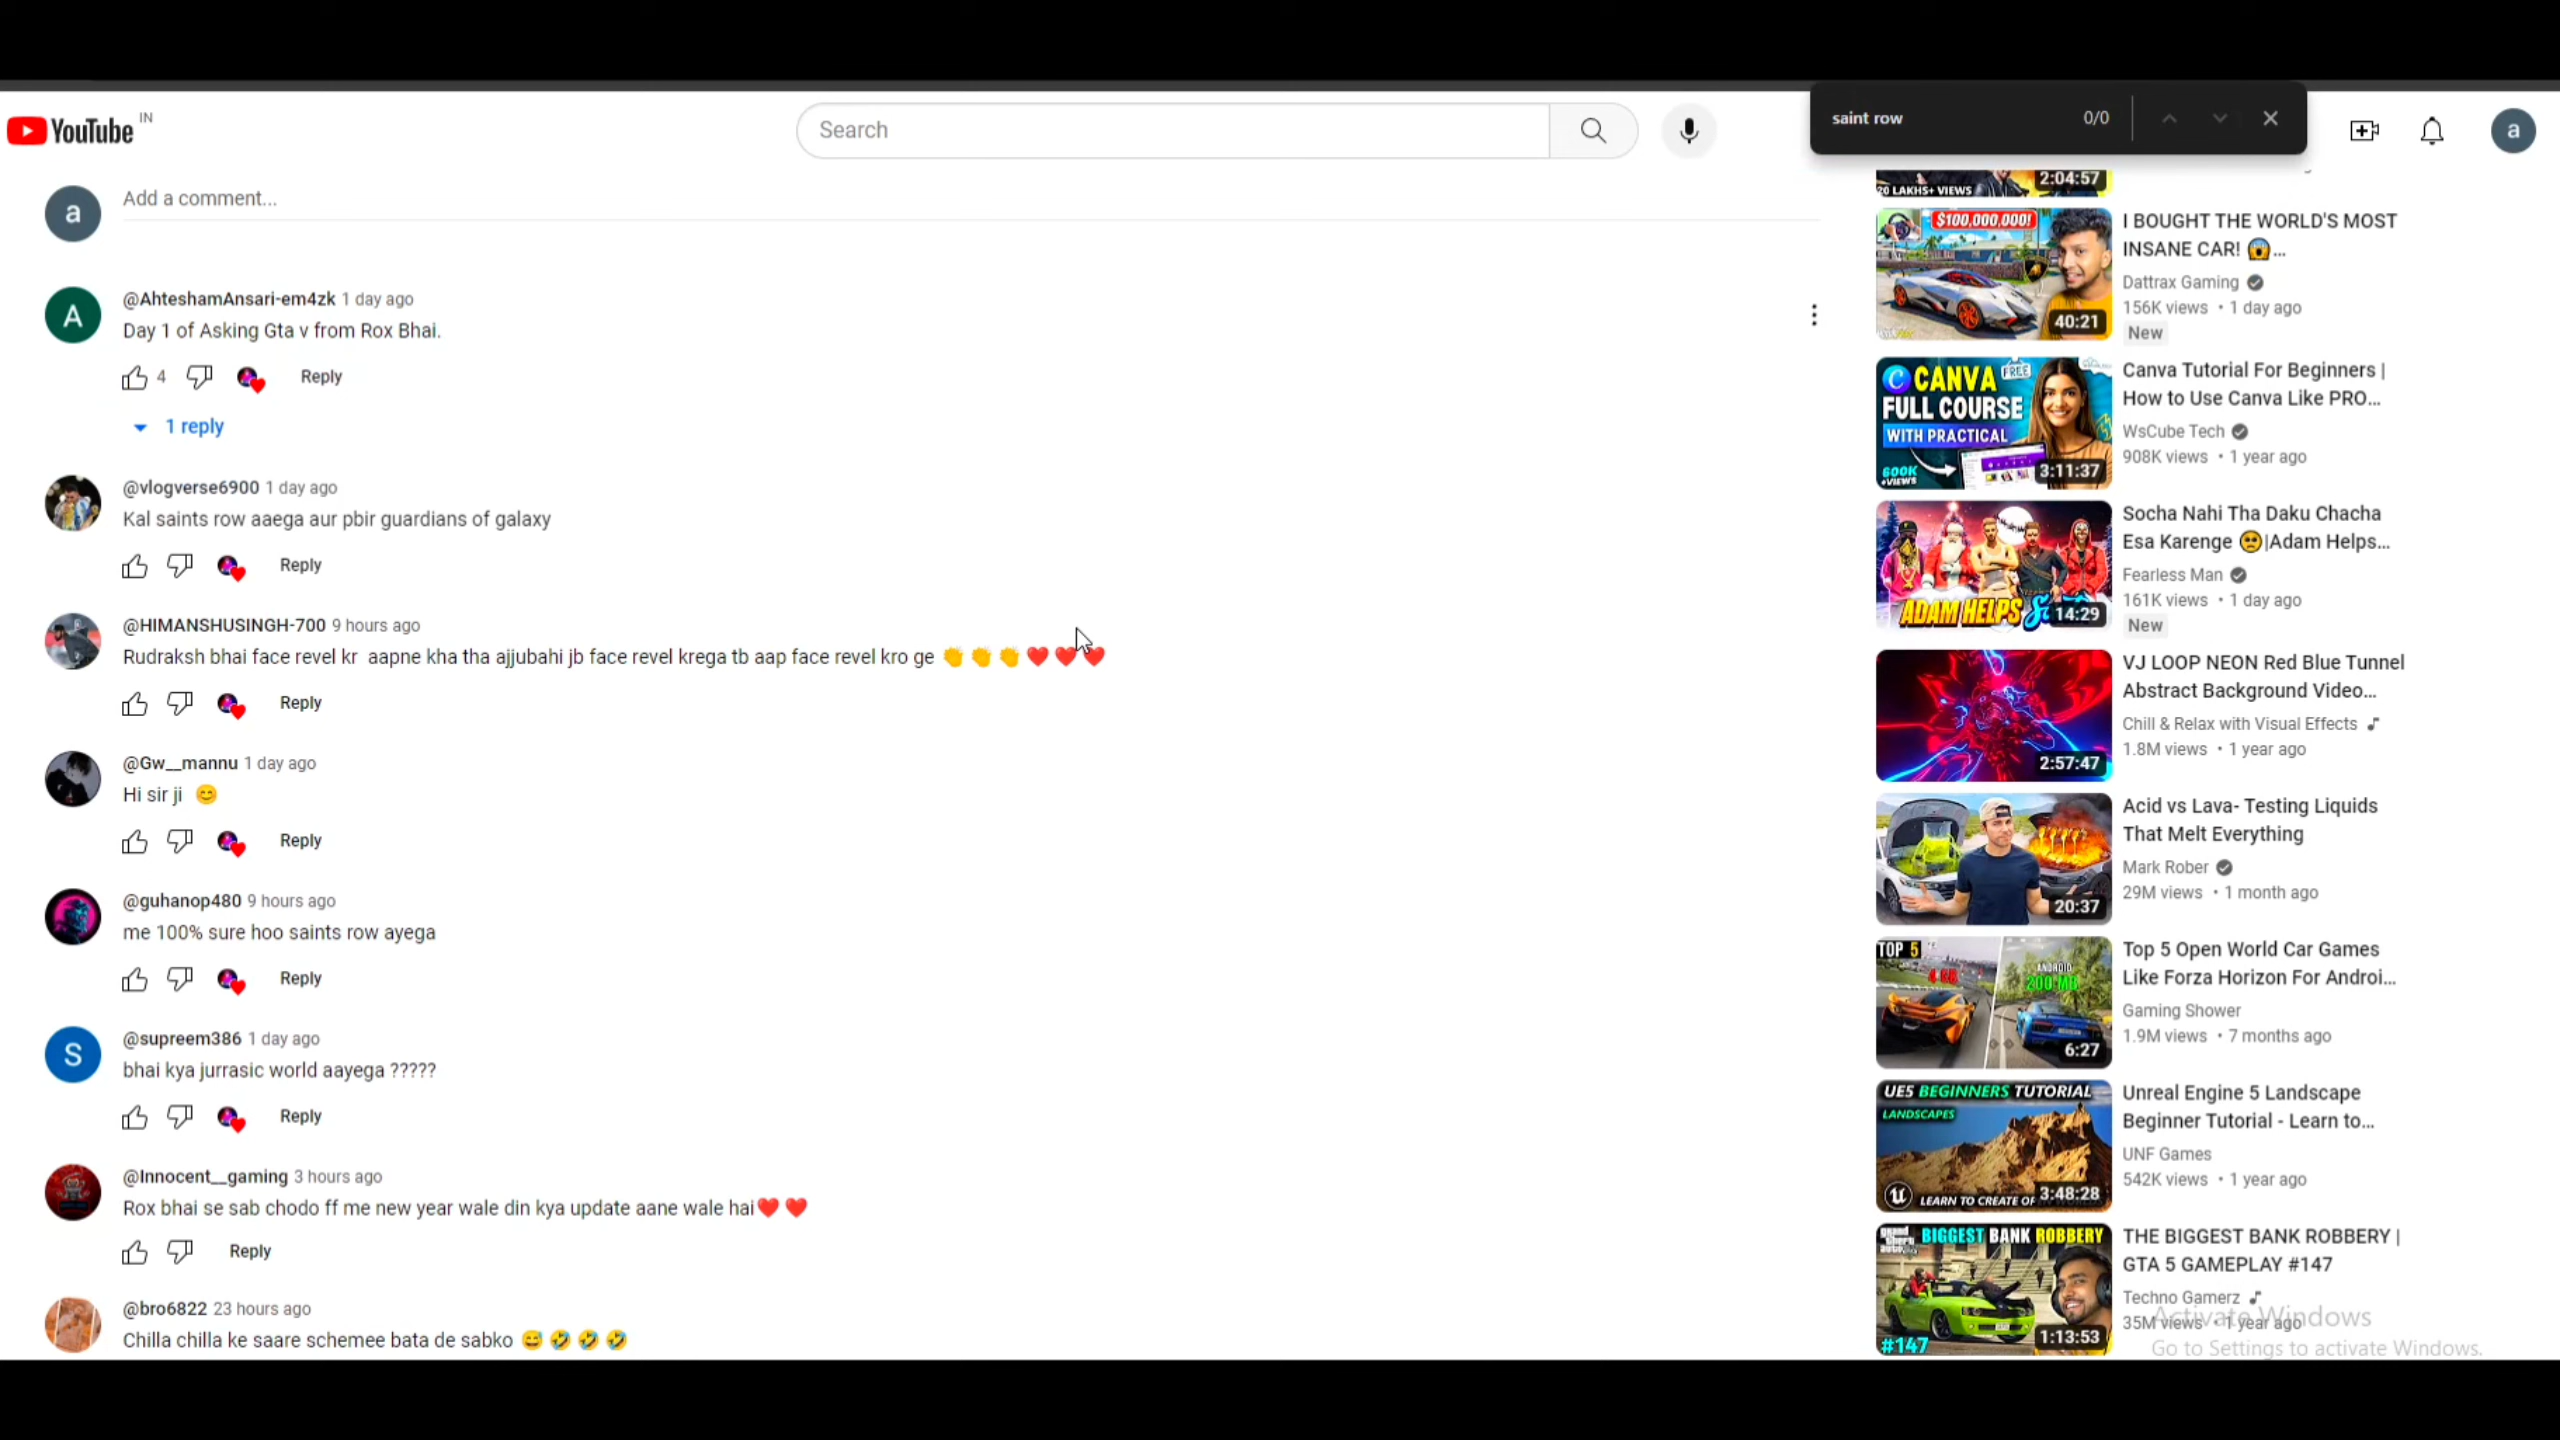 YouTube IN
Search
saint row 0/0
a
a
Add a comment...
A
@AhteshamAnsari-em4zk 1 day ago
Day 1 of Asking Gta v from Rox Bhai.
4 Reply
1 reply
@vlogverse6900 1 day ago
Kal saints row aaega aur pbir guardians of galaxy
Reply
@HIMANSHUSINGH-700 9 hours ago
Rudraksh bhai face revel kr aapne kha tha ajjubahi jb face revel krega tb aap face revel kro ge 👏 👏 👏 ❤️ ❤️ ❤️
Reply
@Gw__mannu 1 day ago
Hi sir ji 😊
Reply
@guhanop480 9 hours ago
me 100% sure hoo saints row ayega
Reply
S
@supreem386 1 day ago
bhai kya jurrasic world aayega ?????
Reply
@Innocent__gaming 3 hours ago
Rox bhai se sab chodo ff me new year wale din kya update aane wale hai❤️ ❤️
Reply
@bro6822 23 hours ago
Chilla chilla ke saare schemee bata de sabko 😅 🤣 🤣 🤣
20 LAKHS+ VIEWS
2:04:57
$100,000,000!
40:21
I BOUGHT THE WORLD'S MOST
INSANE CAR! 😱...
Dattrax Gaming
156K views • 1 day ago
New
C CANVA FREE
FULL COURSE
WITH PRACTICAL
600K
+VIEWS
3:11:37
Canva Tutorial For Beginners |
How to Use Canva Like PRO...
WsCube Tech
908K views • 1 year ago
ADAM HELPS
14:29
Socha Nahi Tha Daku Chacha
Esa Karenge 🥺|Adam Helps...
Fearless Man
161K views • 1 day ago
New
2:57:47
VJ LOOP NEON Red Blue Tunnel
Abstract Background Video...
Chill & Relax with Visual Effects
1.8M views • 1 year ago
20:37
Acid vs Lava- Testing Liquids
That Melt Everything
Mark Rober
29M views • 1 month ago
TOP 5
4 GB
ANDROID
200 MB
6:27
Top 5 Open World Car Games
Like Forza Horizon For Androi...
Gaming Shower
1.9M views • 7 months ago
UE5 BEGINNERS TUTORIAL
LANDSCAPES
LEARN TO CREATE
3:48:28
Unreal Engine 5 Landscape
Beginner Tutorial - Learn to...
UNF Games
542K views • 1 year ago
BIGGEST BANK ROBBERY
#147
1:13:53
THE BIGGEST BANK ROBBERY |
GTA 5 GAMEPLAY #147
Techno Gamerz
35M views • 1 year ago
Activate Windows
Go to Settings to activate Windows.